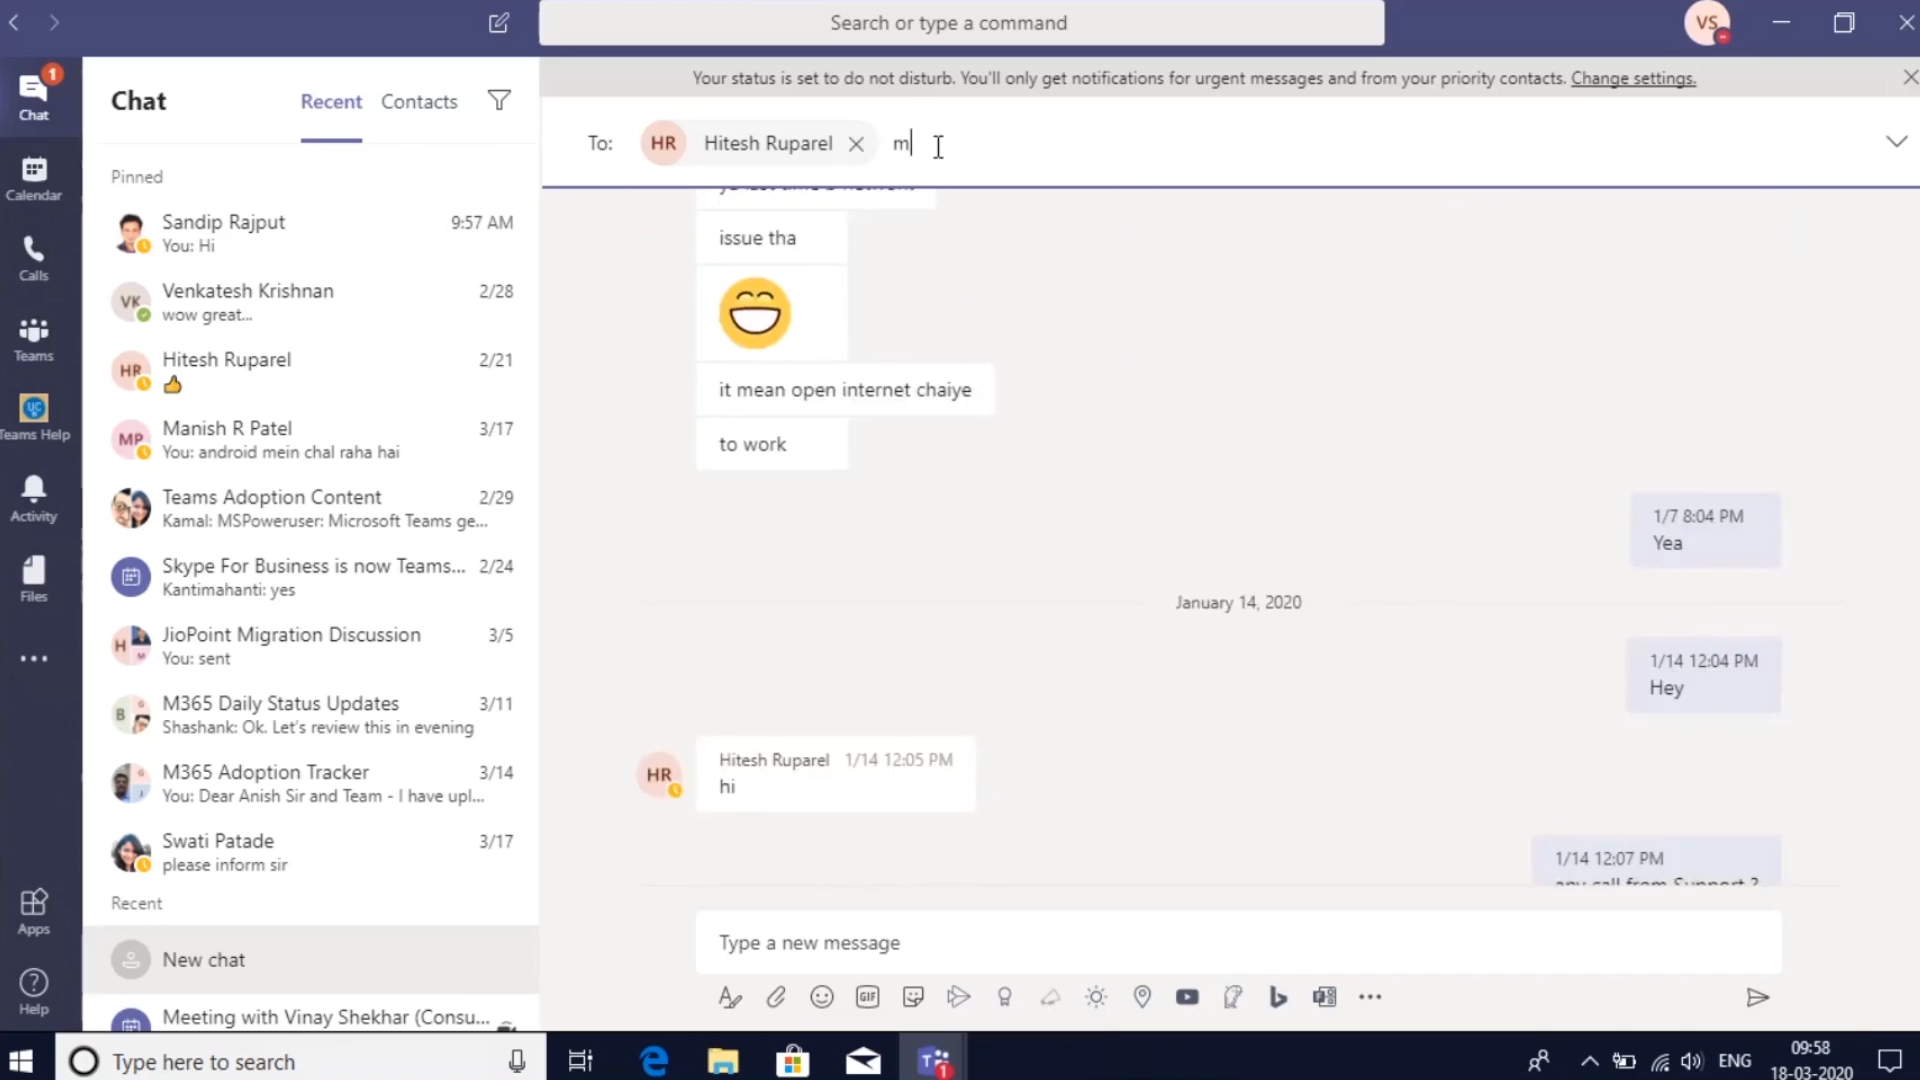 Search or type a command
VS
1
Chat
Calendar
Calls
Teams
UC
Teams Help
Activity
Files
Apps
Help
Chat
Recent
Contacts
Pinned
Sandip Rajput 9:57 AM
You: Hi
VK
Venkatesh Krishnan 2/28
wow great...
HR
Hitesh Ruparel 2/21
MP
Manish R Patel 3/17
You: android mein chal raha hai
Teams Adoption Content 2/29
Kamal: MSPoweruser: Microsoft Teams ge...
Skype For Business is now Teams... 2/24
Kantimahanti: yes
H
M
JioPoint Migration Discussion 3/5
You: sent
B
G
M365 Daily Status Updates 3/11
Shashank: Ok. Let's review this in evening
G
M365 Adoption Tracker 3/14
You: Dear Anish Sir and Team - I have upl...
Swati Patade 3/17
please inform sir
Recent
New chat
Meeting with Vinay Shekhar (Consu...
Your status is set to do not disturb. You'll only get notifications for urgent messages and from your priority contacts. Change settings.
To: HR Hitesh Ruparel m
issue tha
it mean open internet chaiye
to work
1/7 8:04 PM
Yea
January 14, 2020
1/14 12:04 PM
Hey
HR
Hitesh Ruparel 1/14 12:05 PM
hi
1/14 12:07 PM
any call from Support ?
Type a new message
GIF
Type here to search
T
1
ENG
09:58
18-03-2020